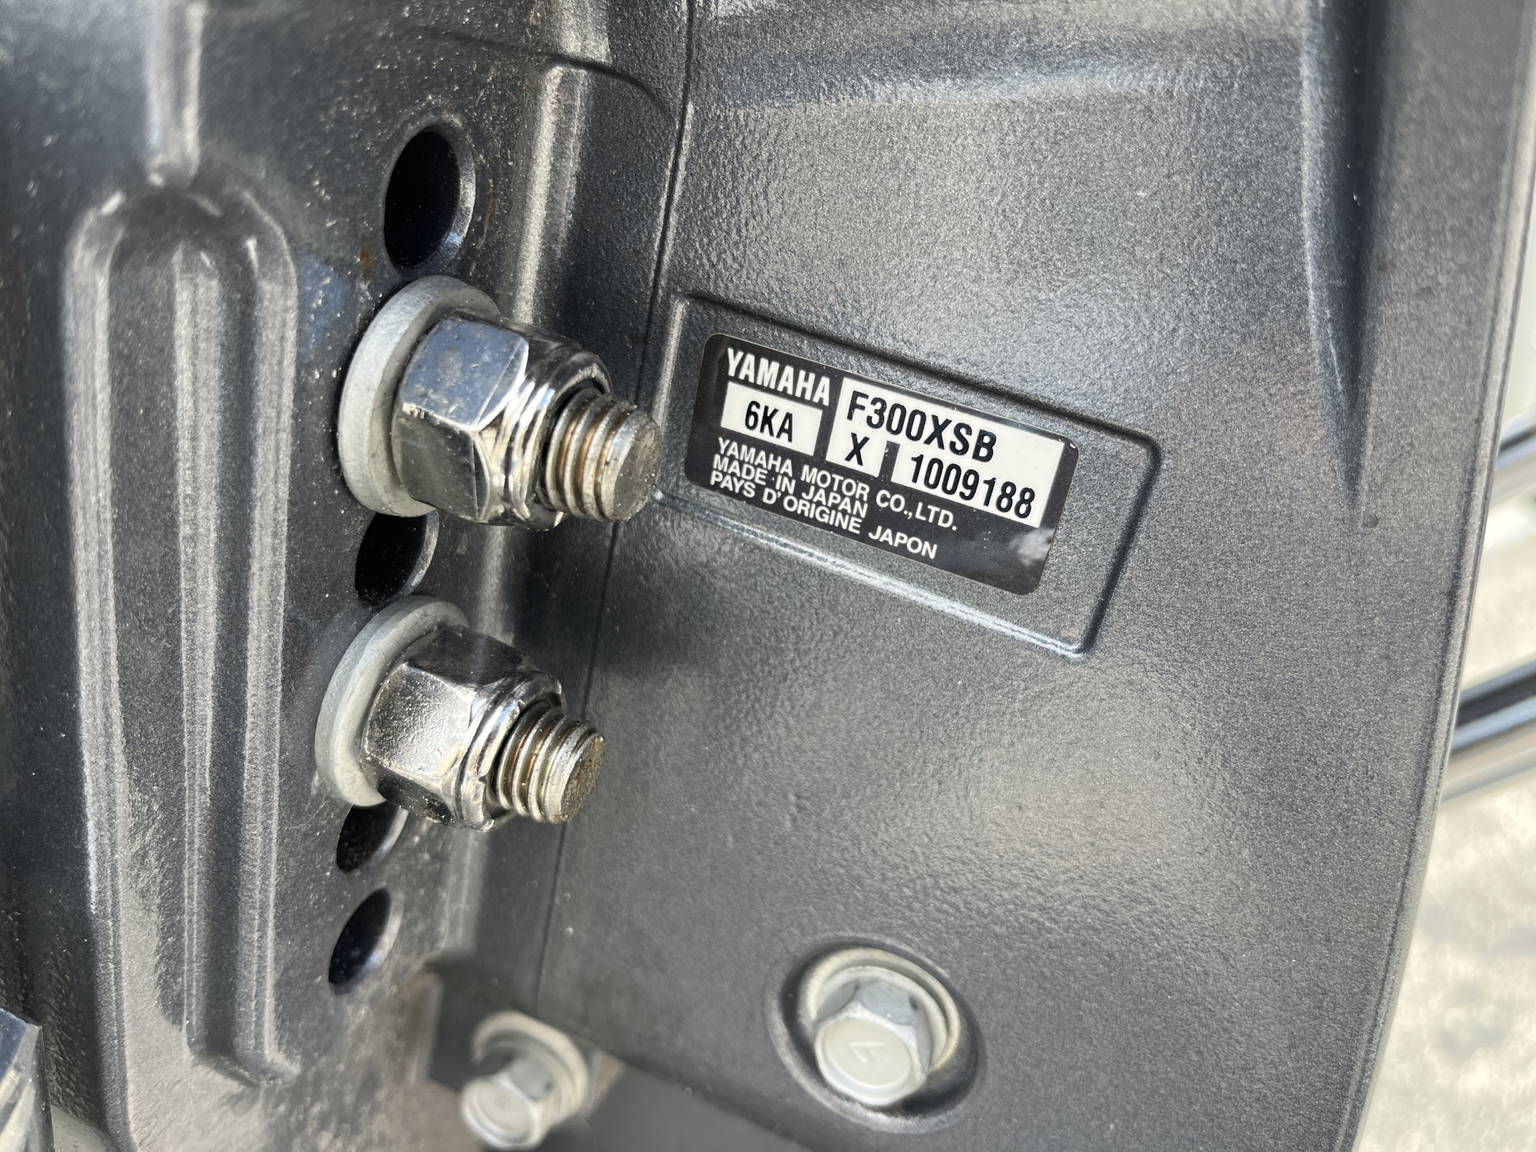 YAMAHA
6KA
F300XSB
X 1009188
YAMAHA MOTOR CO.,LTD.
MADE IN JAPAN
PAYS D'ORIGINE JAPON